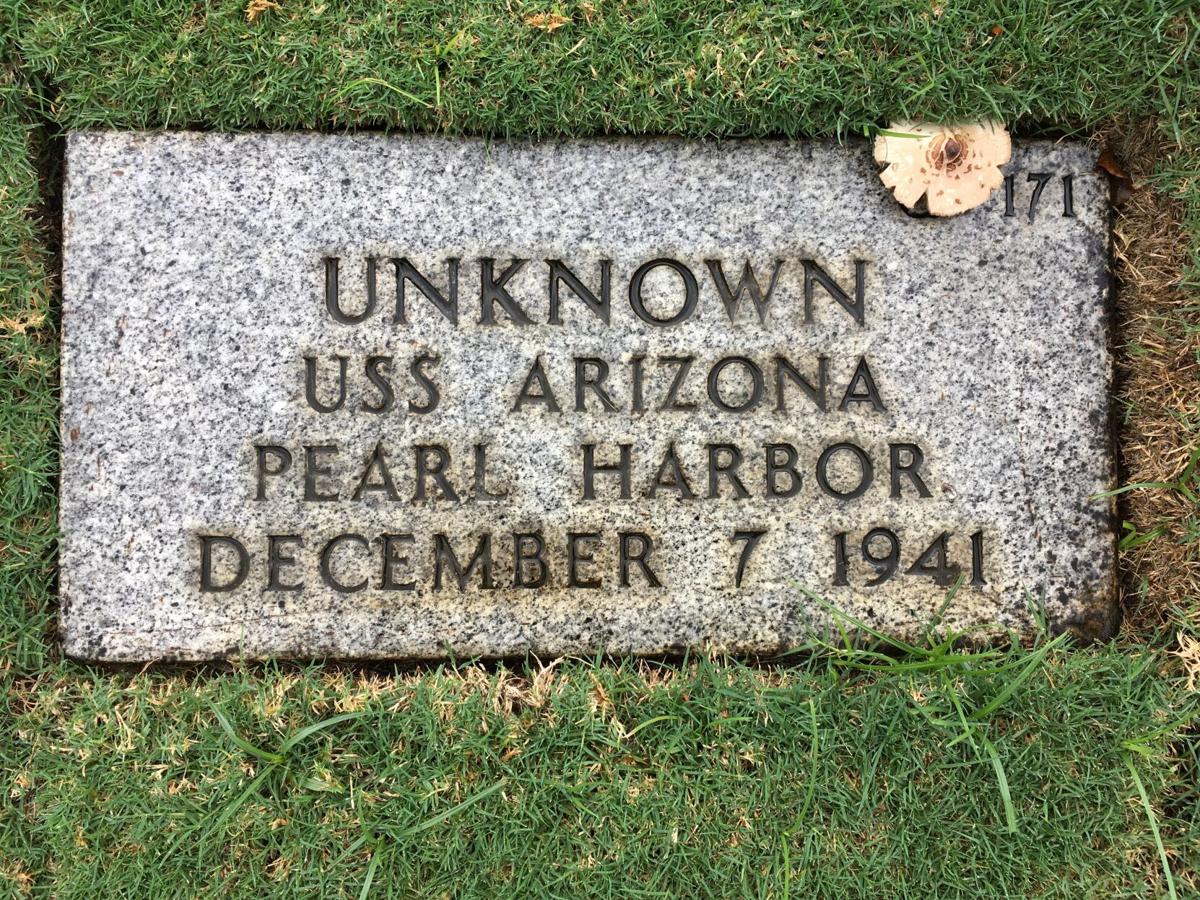 171
UNKNOWN
USS ARIZONA
PEARL HARBOR
DECEMBER 7 1941